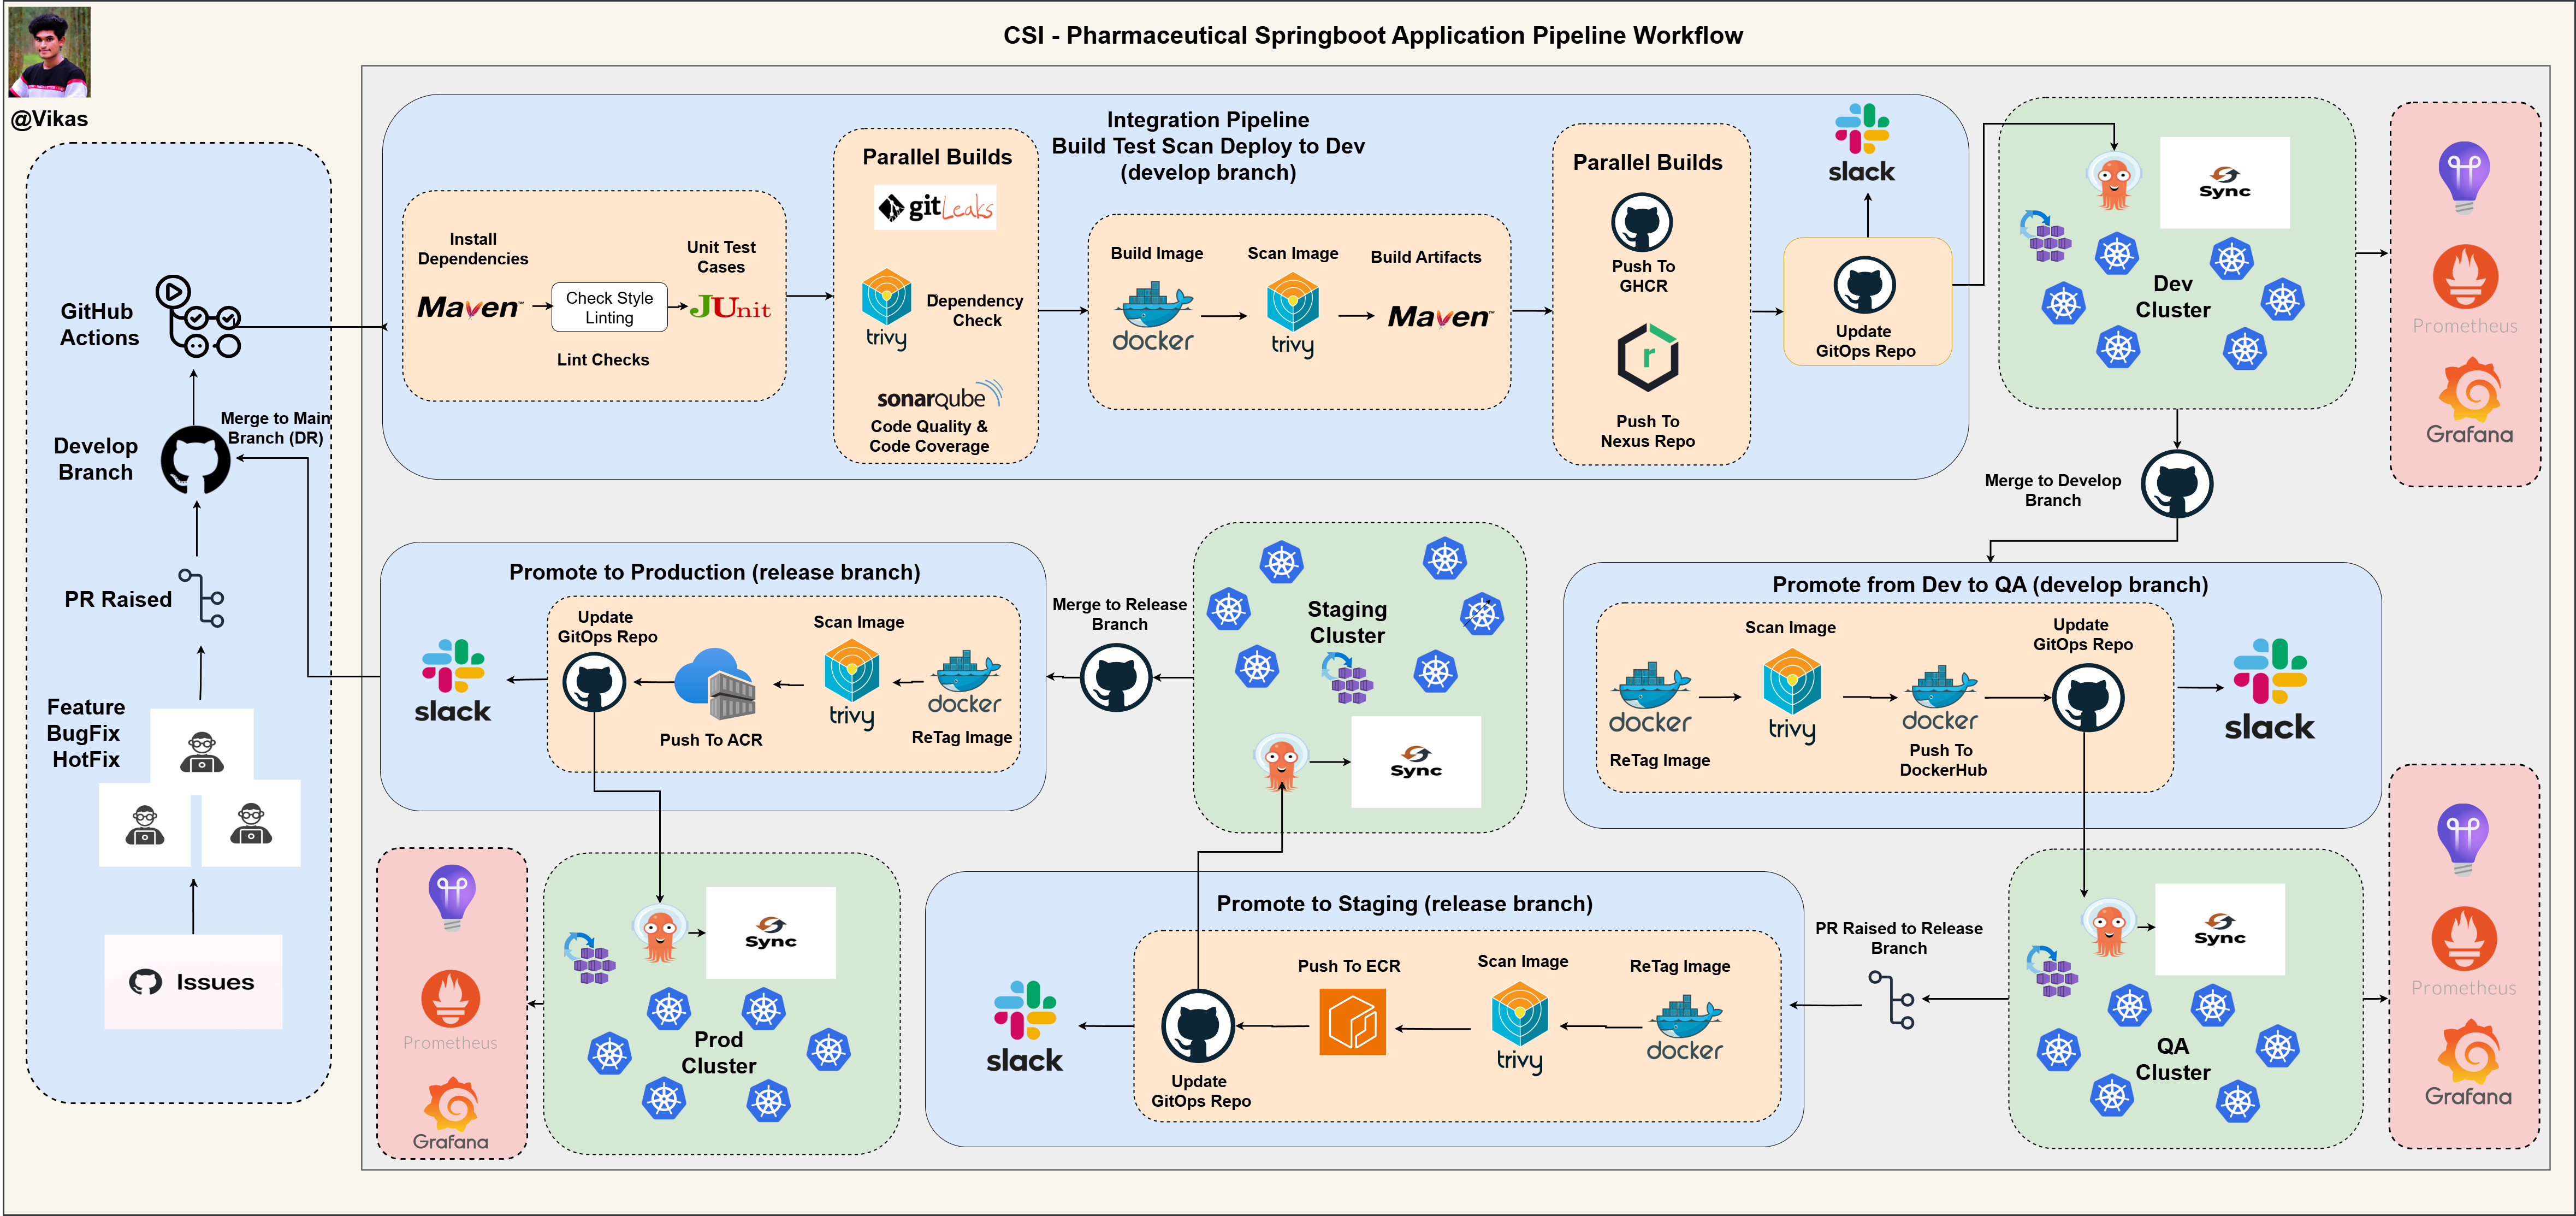 CSI - Pharmaceutical Springboot Application Pipeline Workflow
@Vikas
GitHub
Actions
Develop
Branch
Merge to Main
Branch (DR)
PR Raised
Feature
BugFix
HotFix
Issues
Integration Pipeline
Build Test Scan Deploy to Dev
(develop branch)
Install
Dependencies
Maven™
Check Style
Linting
Lint Checks
Unit Test
Cases
JUnit
Parallel Builds
gitLeaks
trivy
Dependency
Check
sonarqube
Code Quality &
Code Coverage
Build Image
docker
Scan Image
trivy
Build Artifacts
Maven™
Parallel Builds
Push To
GHCR
r
Push To
Nexus Repo
slack
Update
GitOps Repo
Sync
Dev
Cluster
Prometheus
Grafana
Merge to Develop
Branch
Promote from Dev to QA (develop branch)
docker
ReTag Image
Scan Image
trivy
docker
Push To
DockerHub
Update
GitOps Repo
slack
Sync
QA
Cluster
Prometheus
Grafana
PR Raised to Release
Branch
Promote to Staging (release branch)
ReTag Image
docker
Scan Image
trivy
Push To ECR
Update
GitOps Repo
slack
Staging
Cluster
Sync
Merge to Release
Branch
Promote to Production (release branch)
docker
ReTag Image
Scan Image
trivy
Push To ACR
Update
GitOps Repo
slack
Sync
Prod
Cluster
Prometheus
Grafana